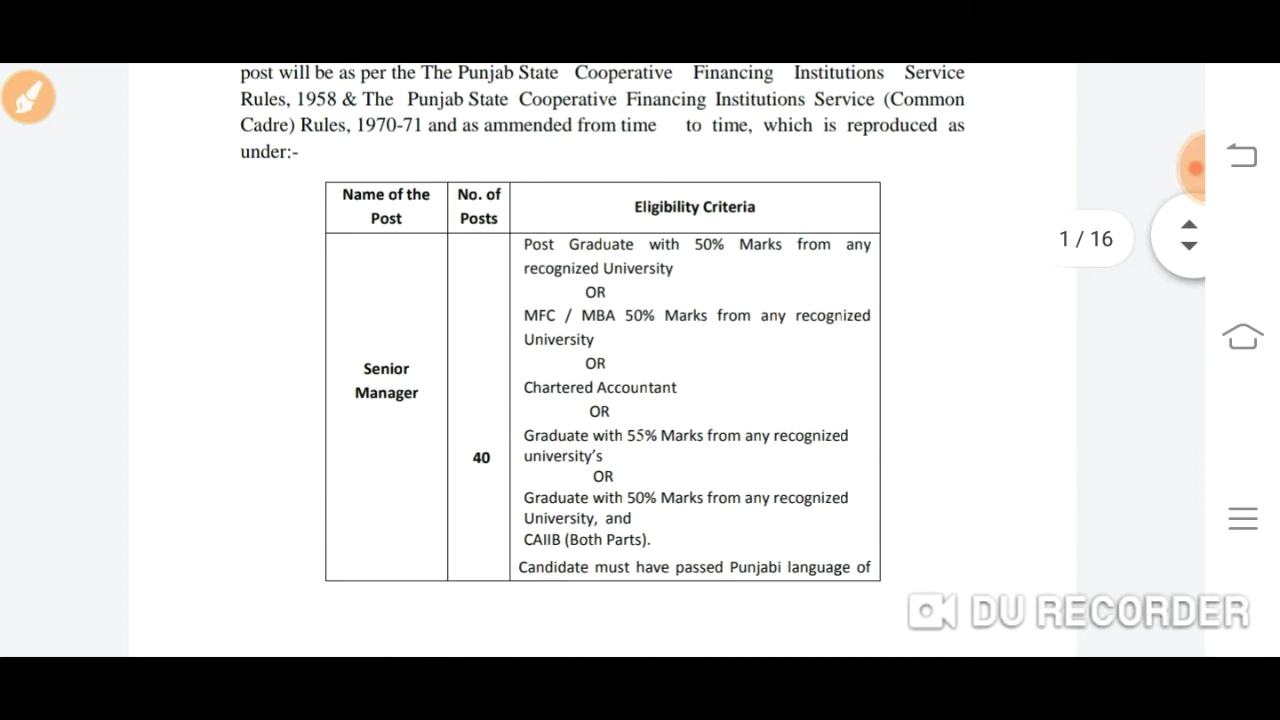 post will be as per the The Punjab State Cooperative Financing Institutions Service
Rules, 1958 & The Punjab State Cooperative Financing Institutions Service (Common
Cadre) Rules, 1970-71 and as ammended from time to time, which is reproduced as
under:-
Name of the
Post
No. of
Posts
Eligibility Criteria
Senior
Manager
40
Post Graduate with 50% Marks from any
recognized University
OR
MFC / MBA 50% Marks from any recognized
University
OR
Chartered Accountant
OR
Graduate with 55% Marks from any recognized
university's
OR
Graduate with 50% Marks from any recognized
University, and
CAIIB (Both Parts).
Candidate must have passed Punjabi language of
1 / 16
DU RECORDER